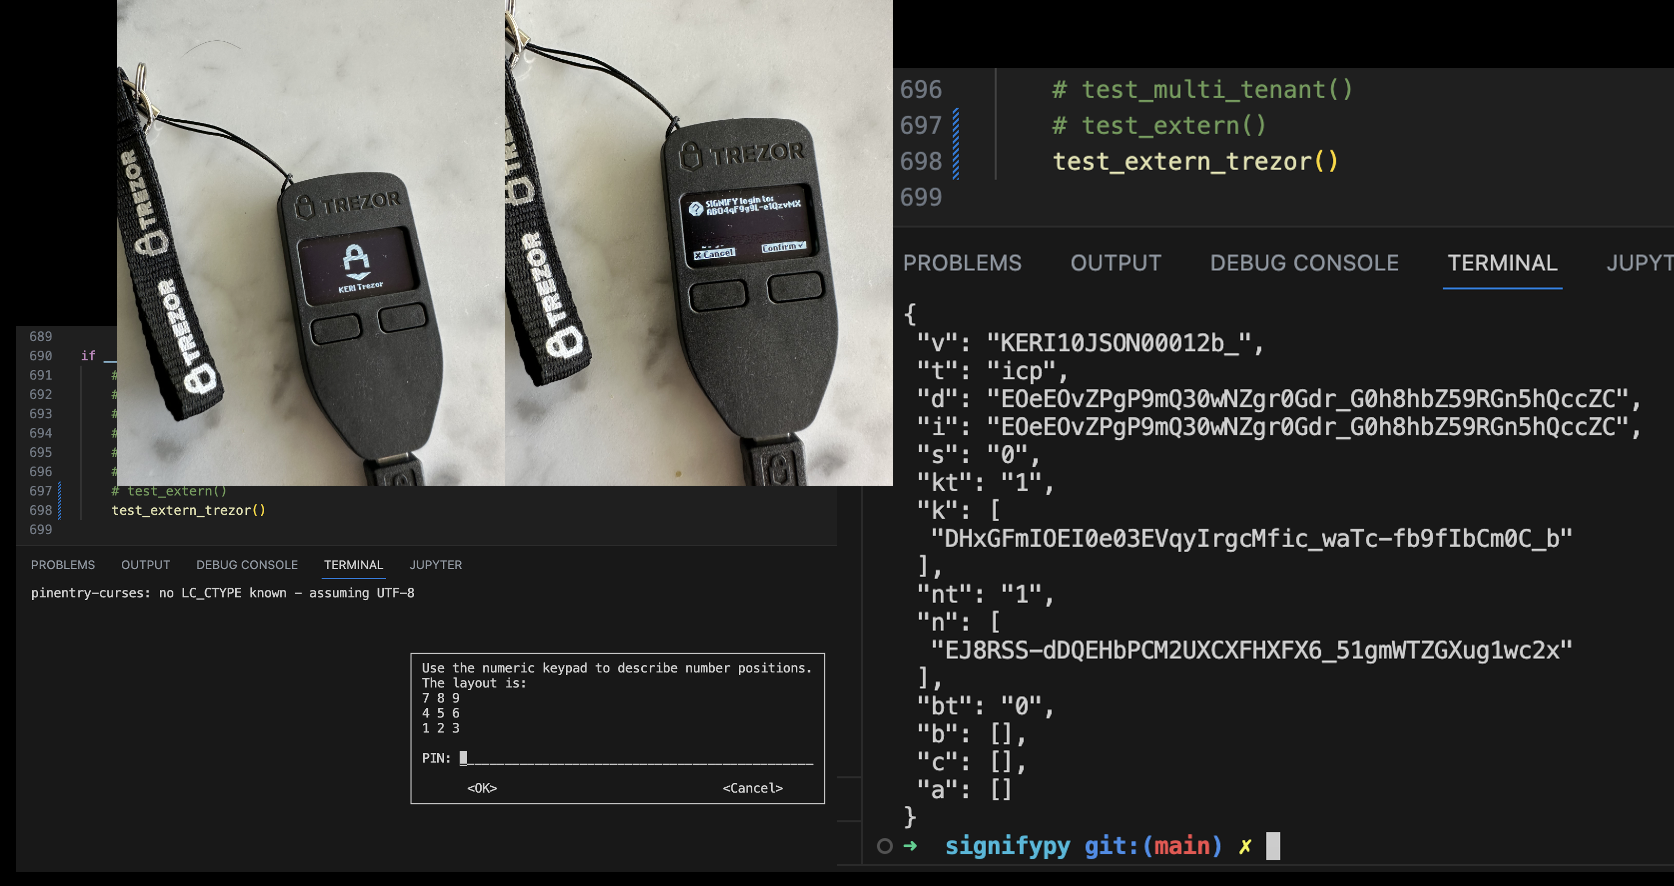 TREZOR
TREZOR
TREZOR
KERI Trezor
TREZOR
TREZOR
TREZOR
SIGNIFY login to:
ABO4qF9g9L-e1QzvMX
Cancel
Confirm
689
690 if __
691 #
692 #
693 #
694 #
695 #
696 #
697 # test_extern()
698 test_extern_trezor()
699
PROBLEMS OUTPUT DEBUG CONSOLE TERMINAL JUPYTER
pinentry-curses: no LC_CTYPE known – assuming UTF-8
Use the numeric keypad to describe number positions.
The layout is:
7 8 9
4 5 6
1 2 3
PIN:
<OK> <Cancel>
696 # test_multi_tenant()
697 # test_extern()
698 test_extern_trezor()
699
PROBLEMS OUTPUT DEBUG CONSOLE TERMINAL JUPYT
{
"v": "KERI10JSON00012b_",
"t": "icp",
"d": "EOeEOvZPgP9mQ30wNZgr0Gdr_G0h8hbZ59RGn5hQccZC",
"i": "EOeEOvZPgP9mQ30wNZgr0Gdr_G0h8hbZ59RGn5hQccZC",
"s": "0",
"kt": "1",
"k": [
"DHxGFmIOEI0e03EVqyIrgcMfic_waTc-fb9fIbCm0C_b"
],
"nt": "1",
"n": [
"EJ8RSS-dDQEHbPCM2UXCXFHXFX6_51gmWTZGXug1wc2x"
],
"bt": "0",
"b": [],
"c": [],
"a": []
}
➜ signifypy git:(main) ✗